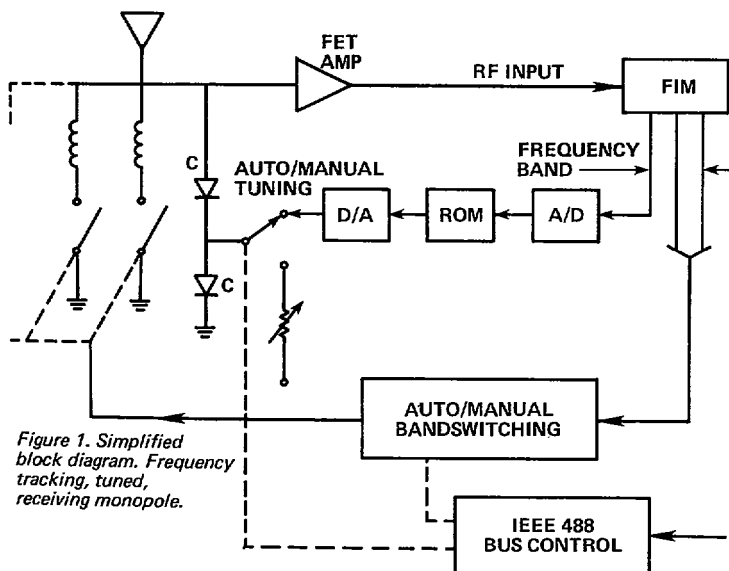 FET
AMP
RF INPUT
FIM
FREQUENCY
BAND
C
AUTO/MANUAL
TUNING
D/A
ROM
A/D
C
AUTO/MANUAL
BANDSWITCHING
Figure 1. Simplified
block diagram. Frequency
tracking, tuned,
receiving monopole.
IEEE 488
BUS CONTROL